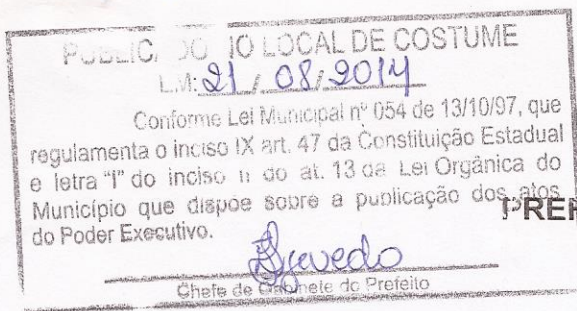 PUBLICADO NO LOCAL DE COSTUME
L.M: 21 / 08 / 2014
Conforme Lei Municipal nº 054 de 13/10/97, que
regulamenta o inciso IX art. 47 da Constituição Estadual
e letra "I" do inciso II do at. 13 da Lei Orgânica do
Município que dispõe sobre a publicação dos atos
do Poder Executivo.
PREF
Azevedo
Chefe de Gabinete do Prefeito